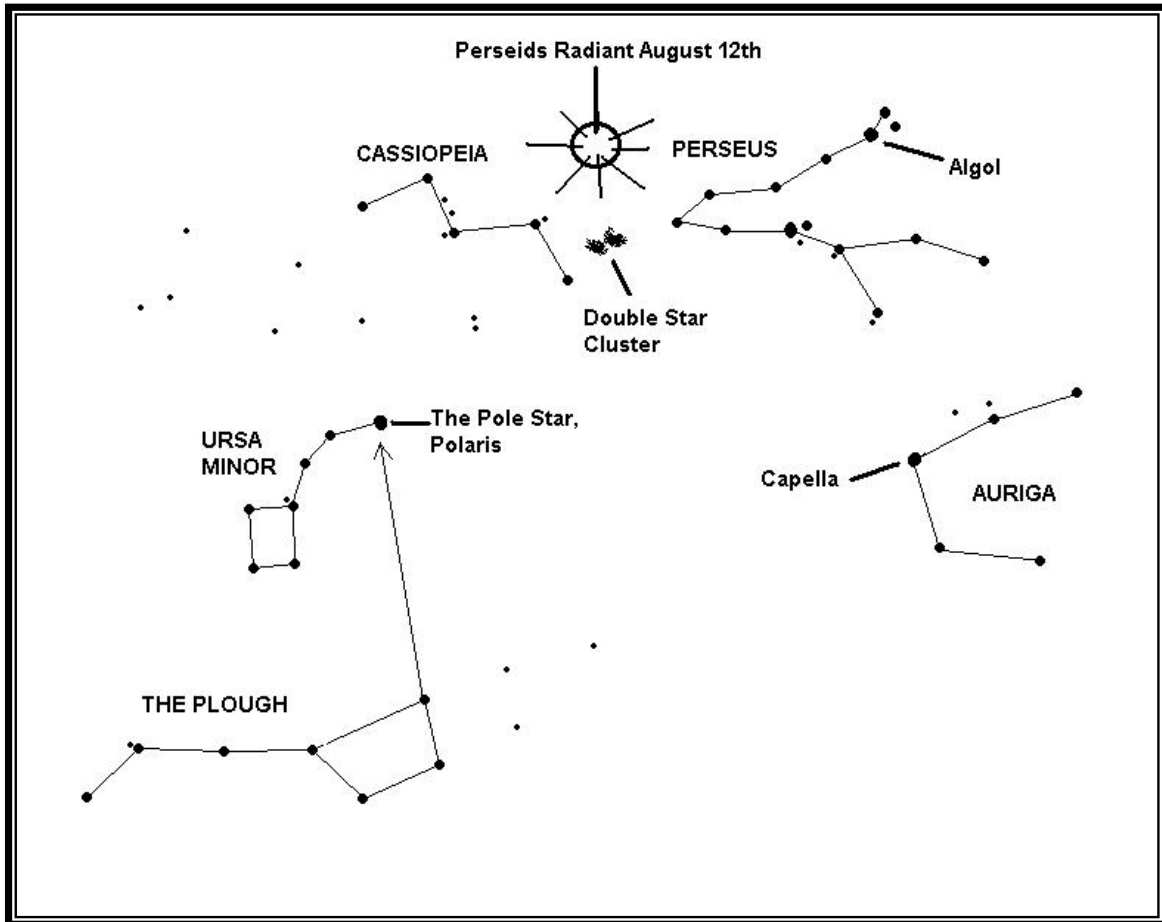 Perseids Radiant August 12th
CASSIOPEIA
PERSEUS
Algol
Double Star
Cluster
The Pole Star,
Polaris
URSA
MINOR
Capella
AURIGA
THE PLOUGH